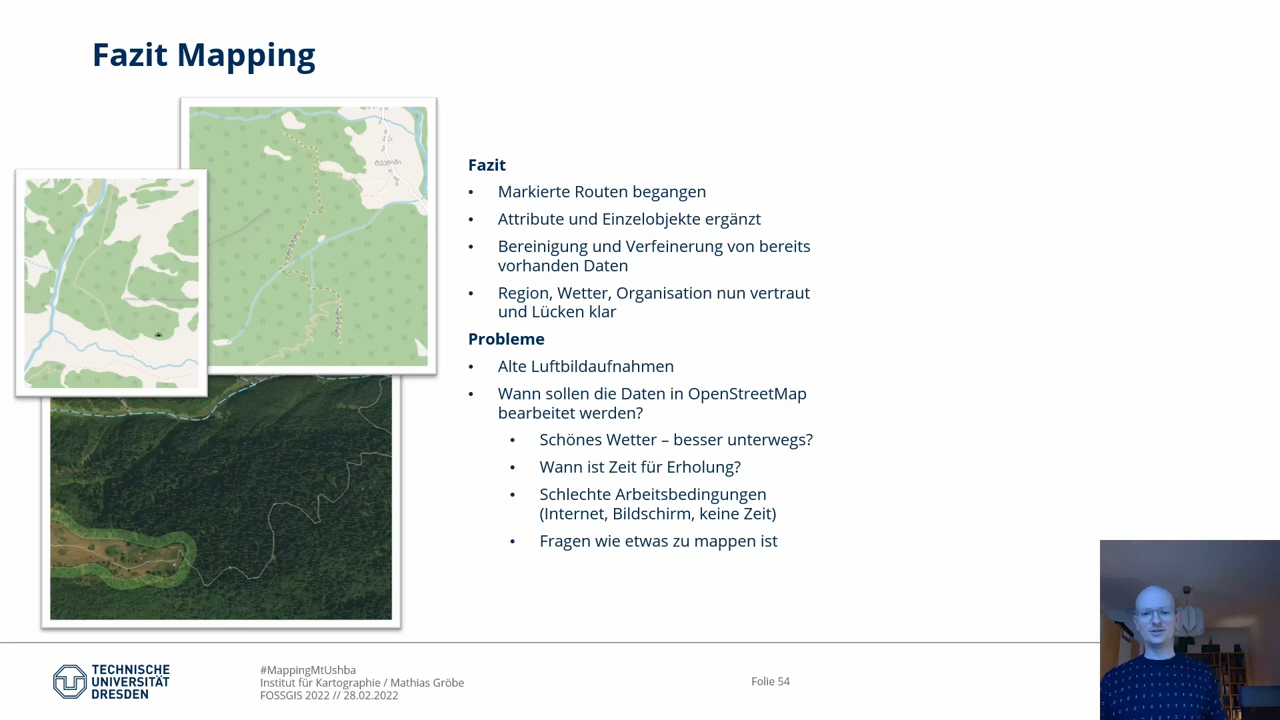 Fazit Mapping
Fazit
• Markierte Routen begangen
• Attribute und Einzelobjekte ergänzt
• Bereinigung und Verfeinerung von bereits
vorhanden Daten
• Region, Wetter, Organisation nun vertraut
und Lücken klar
Probleme
• Alte Luftbildaufnahmen
• Wann sollen die Daten in OpenStreetMap
bearbeitet werden?
• Schönes Wetter – besser unterwegs?
• Wann ist Zeit für Erholung?
• Schlechte Arbeitsbedingungen
(Internet, Bildschirm, keine Zeit)
• Fragen wie etwas zu mappen ist
TECHNISCHE
UNIVERSITÄT
DRESDEN
#MappingMtUshba
Institut für Kartographie / Mathias Gröbe
FOSSGIS 2022 // 28.02.2022
Folie 54